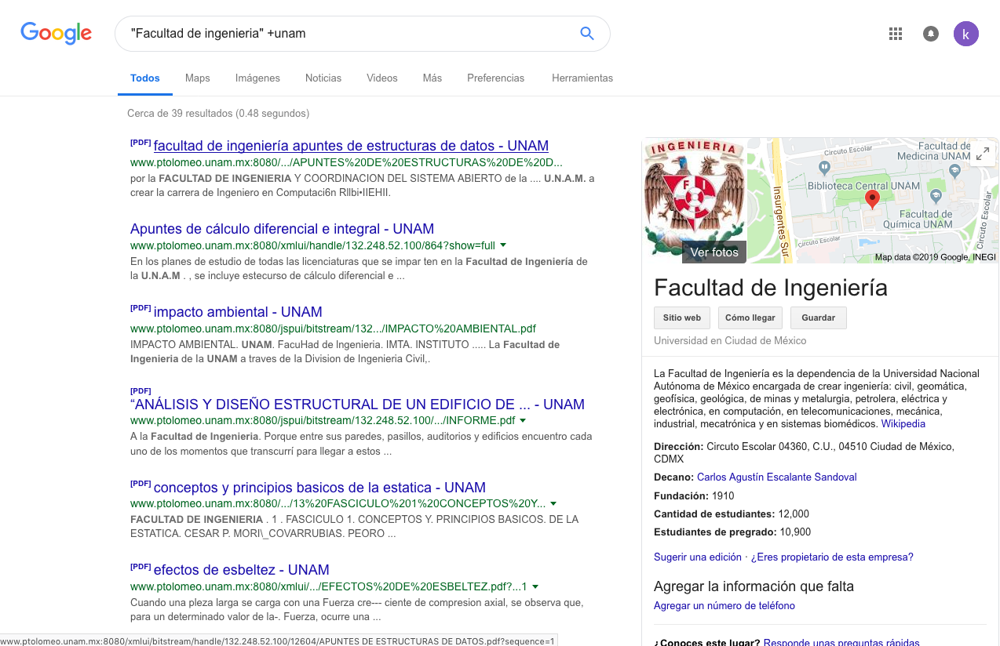 Google
"Facultad de ingenieria" +unam
k
Todos Maps Imágenes Noticias Videos Más Preferencias Herramientas
Cerca de 39 resultados (0.48 segundos)
[PDF] facultad de ingeniería apuntes de estructuras de datos - UNAM
www.ptolomeo.unam.mx:8080/.../APUNTES%20DE%20ESTRUCTURAS%20DE%20D...
por la FACULTAD DE INGENIERIA Y COORDINACION DEL SISTEMA ABIERTO de la .... U.N.A.M. a
crear la carrera de Ingeniero en Computaci6n Rllbi•IIEHII.
Apuntes de cálculo diferencial e integral - UNAM
www.ptolomeo.unam.mx:8080/xmlui/handle/132.248.52.100/864?show=full
En los planes de estudio de todas las licenciaturas que se impar ten en la Facultad de Ingeniería de
la U.N.A.M . , se incluye estecurso de cálculo diferencial e ...
[PDF] impacto ambiental - UNAM
www.ptolomeo.unam.mx:8080/jspui/bitstream/132.../IMPACTO%20AMBIENTAL.pdf
IMPACTO AMBIENTAL. UNAM. FacuHad de lngenieria. IMTA. INSTITUTO ..... La Facultad de
Ingenieria de Ia UNAM a traves de Ia Division de Ingenieria Civil,.
[PDF]
“ANÁLISIS Y DISEÑO ESTRUCTURAL DE UN EDIFICIO DE ... - UNAM
www.ptolomeo.unam.mx:8080/jspui/bitstream/132.248.52.100/.../INFORME.pdf
A la Facultad de Ingenieria. Porque entre sus paredes, pasillos, auditorios y edificios encuentro cada
uno de los momentos que transcurrí para llegar a estos ...
[PDF] conceptos y principios basicos de la estatica - UNAM
www.ptolomeo.unam.mx:8080/.../13%20FASCICULO%201%20CONCEPTOS%20Y...
FACULTAD DE INGENIERIA . 1 . FASCICULO 1. CONCEPTOS Y. PRINCIPIOS BASICOS. DE LA
ESTATICA. CESAR P. MORI\_COVARRUBIAS. PEORO ...
[PDF] efectos de esbeltez - UNAM
www.ptolomeo.unam.mx:8080/xmlui/.../EFECTOS%20DE%20ESBELTEZ.pdf?...1
Cuando una pleza larga se carga con una Fuerza cre--- ciente de compresion axial, se observa que,
para un determinado valor de la-. Fuerza, ocurre una ...
www.ptolomeo.unam.mx:8080/xmlui/bitstream/handle/132.248.52.100/12604/APUNTES DE ESTRUCTURAS DE DATOS.pdf?sequence=1
INGENIERIA
F I
Ver fotos
Circuito Escolar
Facultad de
Medicina UNAM
Biblioteca Central UNAM
Insurgentes Sur
Facultad de
Química UNAM
Circuito Escolar
Circuito Escolar
Map data ©2019 Google, INEGI
Facultad de Ingeniería
Sitio web Cómo llegar Guardar
Universidad en Ciudad de México
La Facultad de Ingeniería es la dependencia de la Universidad Nacional
Autónoma de México encargada de crear ingeniería: civil, geomática,
geofísica, geológica, de minas y metalurgia, petrolera, eléctrica y
electrónica, en computación, en telecomunicaciones, mecánica,
industrial, mecatrónica y en sistemas biomédicos. Wikipedia
Dirección: Circuto Escolar 04360, C.U., 04510 Ciudad de México,
CDMX
Decano: Carlos Agustín Escalante Sandoval
Fundación: 1910
Cantidad de estudiantes: 12,000
Estudiantes de pregrado: 10,900
Sugerir una edición · ¿Eres propietario de esta empresa?
Agregar la información que falta
Agregar un número de teléfono
¿Conoces este lugar? Responde unas preguntas rápidas